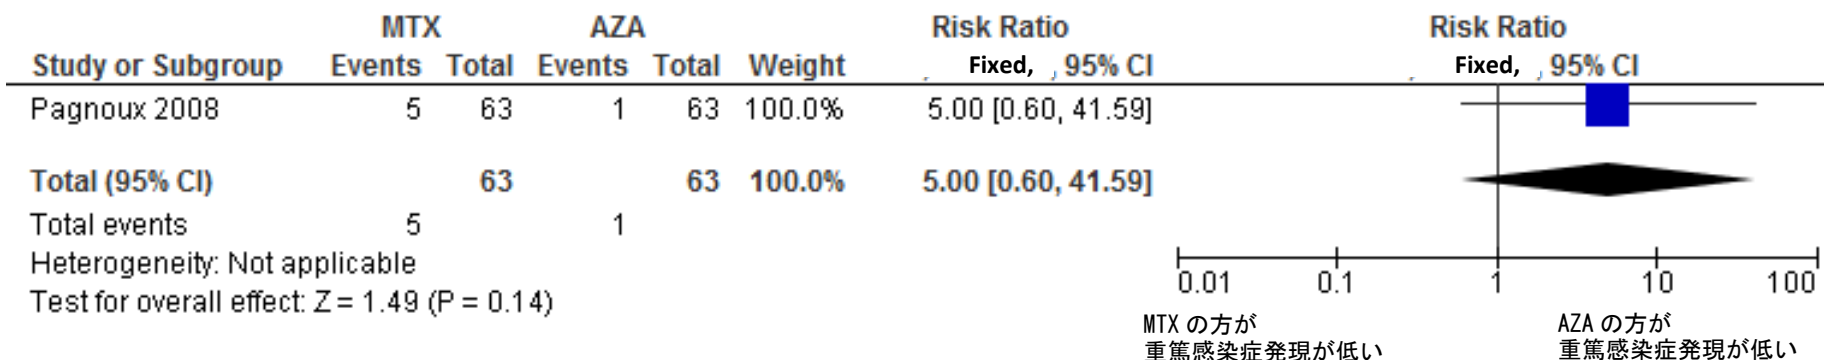 MTX AZA Risk Ratio Risk Ratio
Study or Subgroup Events Total Events Total Weight , Fixed, , 95% CI , Fixed, , 95% CI
Pagnoux 2008 5 63 1 63 100.0% 5.00 [0.60, 41.59]
Total (95% CI) 63 63 100.0% 5.00 [0.60, 41.59]
Total events 5 1
Heterogeneity: Not applicable
Test for overall effect: Z = 1.49 (P = 0.14)
0.01 0.1 1 10 100
MTX の方が AZA の方が
重篤感染症発現が低い 重篤感染症発現が低い